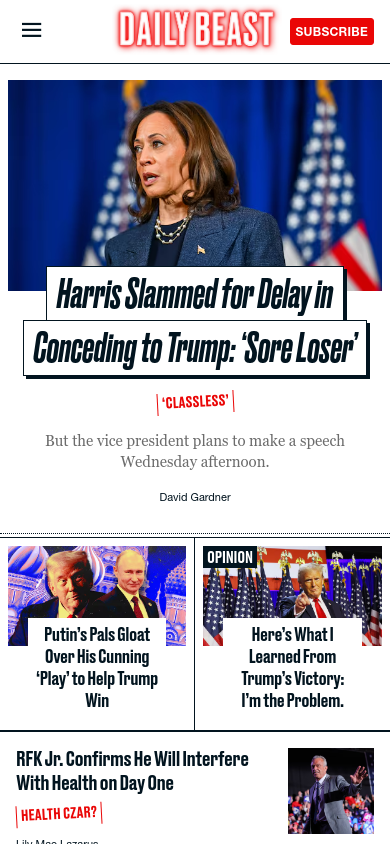 DAILY BEAST
SUBSCRIBE
Harris Slammed for Delay in
Conceding to Trump: ‘Sore Loser’
‘CLASSLESS’
But the vice president plans to make a speech
Wednesday afternoon.
David Gardner
Putin’s Pals Gloat
Over His Cunning
‘Play’ to Help Trump
Win
OPINION
Here’s What I
Learned From
Trump’s Victory:
I’m the Problem.
RFK Jr. Confirms He Will Interfere
With Health on Day One
HEALTH CZAR?
Lily Mae Lazarus